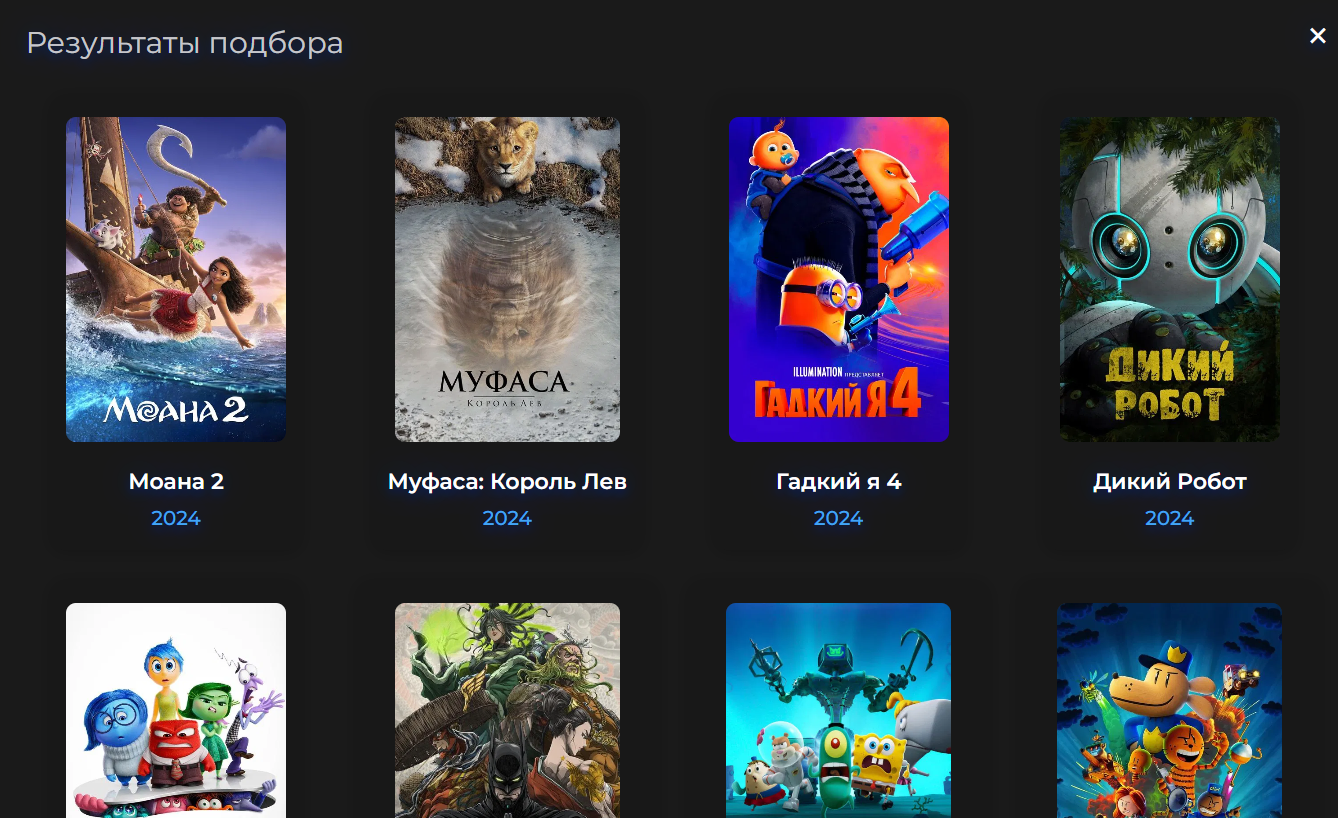 Результаты подбора
МОАНА 2
МУФАСА
КОРОЛЬ ЛЕВ
ILLUMINATION ПРЕДСТАВЛЯЕТ
ГАДКИЙ Я 4
ДИКИЙ
РОБОТ
Моана 2
Муфаса: Король Лев
Гадкий я 4
Дикий Робот
2024
2024
2024
2024